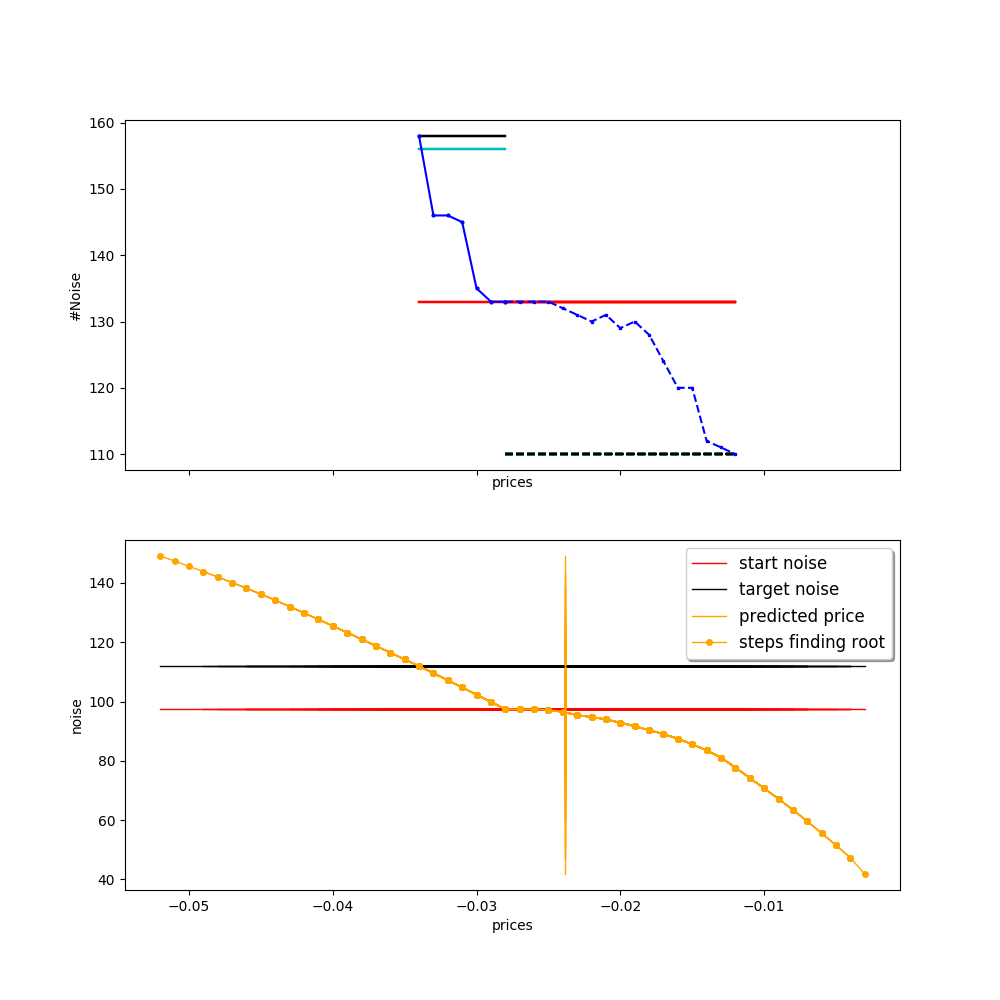 160
150
140
130
120
110
#Noise
prices
140
120
100
80
60
40
noise
start noise
target noise
predicted price
steps finding root
−0.05 −0.04 −0.03 −0.02 −0.01
prices